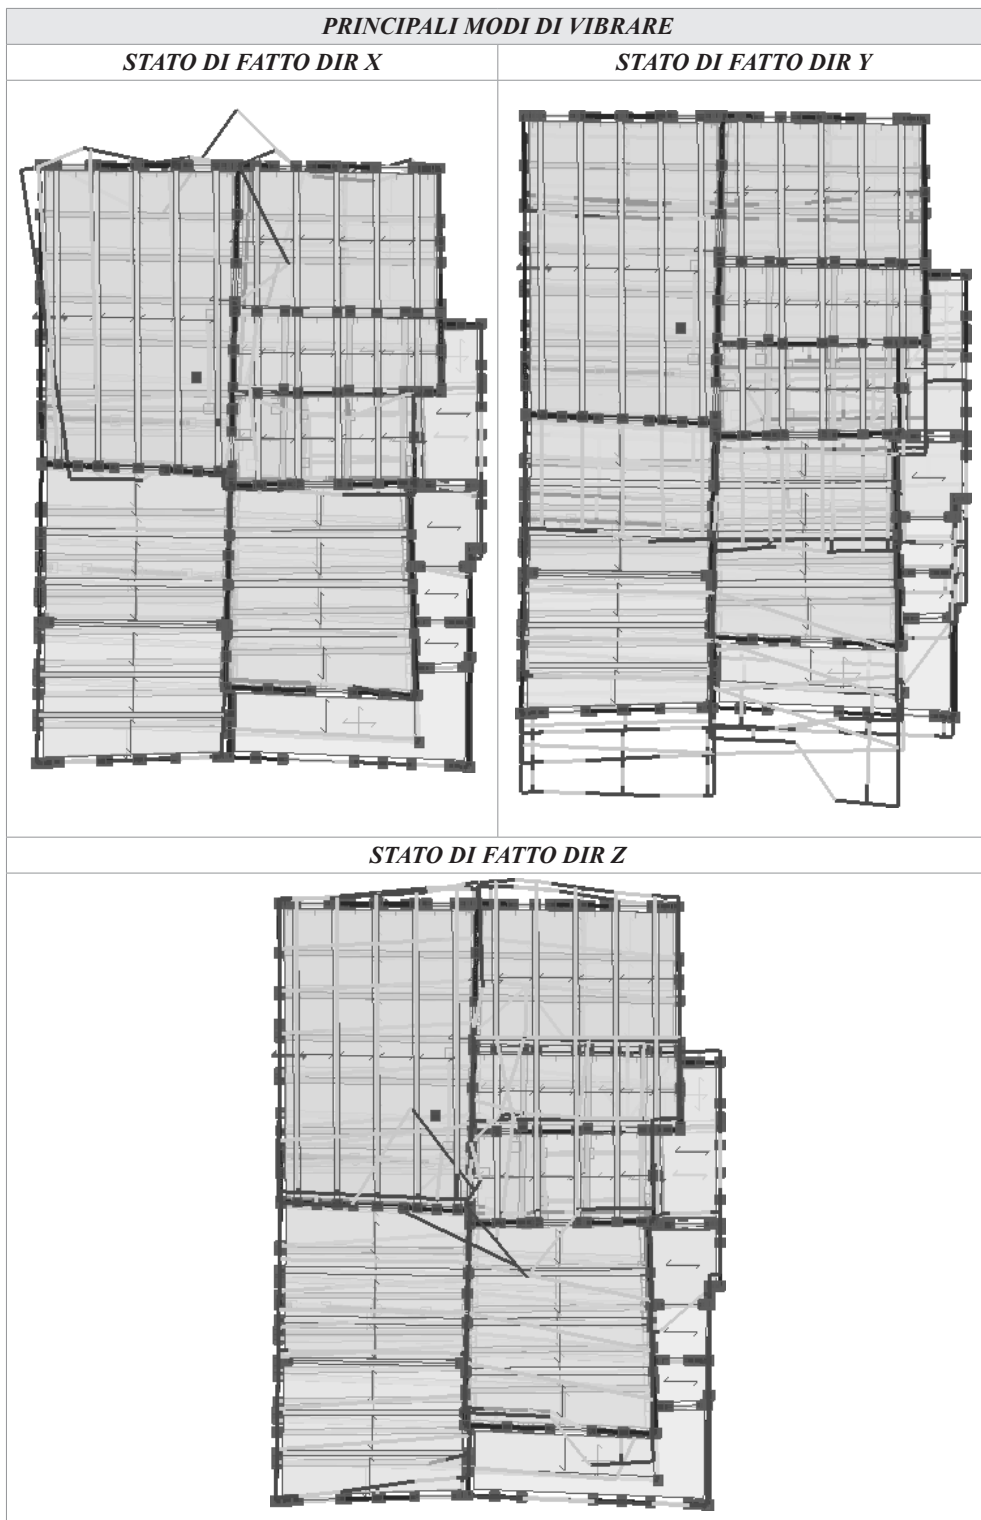 PRINCIPALI MODI DI VIBRARE
STATO DI FATTO DIR X
STATO DI FATTO DIR Y
STATO DI FATTO DIR Z